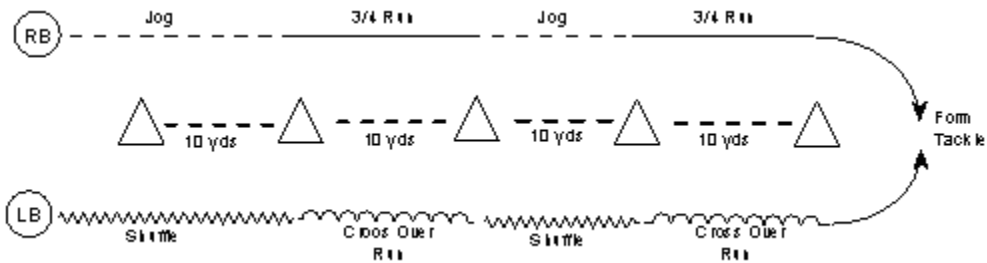 Jog
3/4 Run
Jog
3/4 Run
RB
10 yds
10 yds
10 yds
10 yds
Form
Tackle
LB
Shuffle
Croos Over
Run
Shuffle
Cross Over
Run